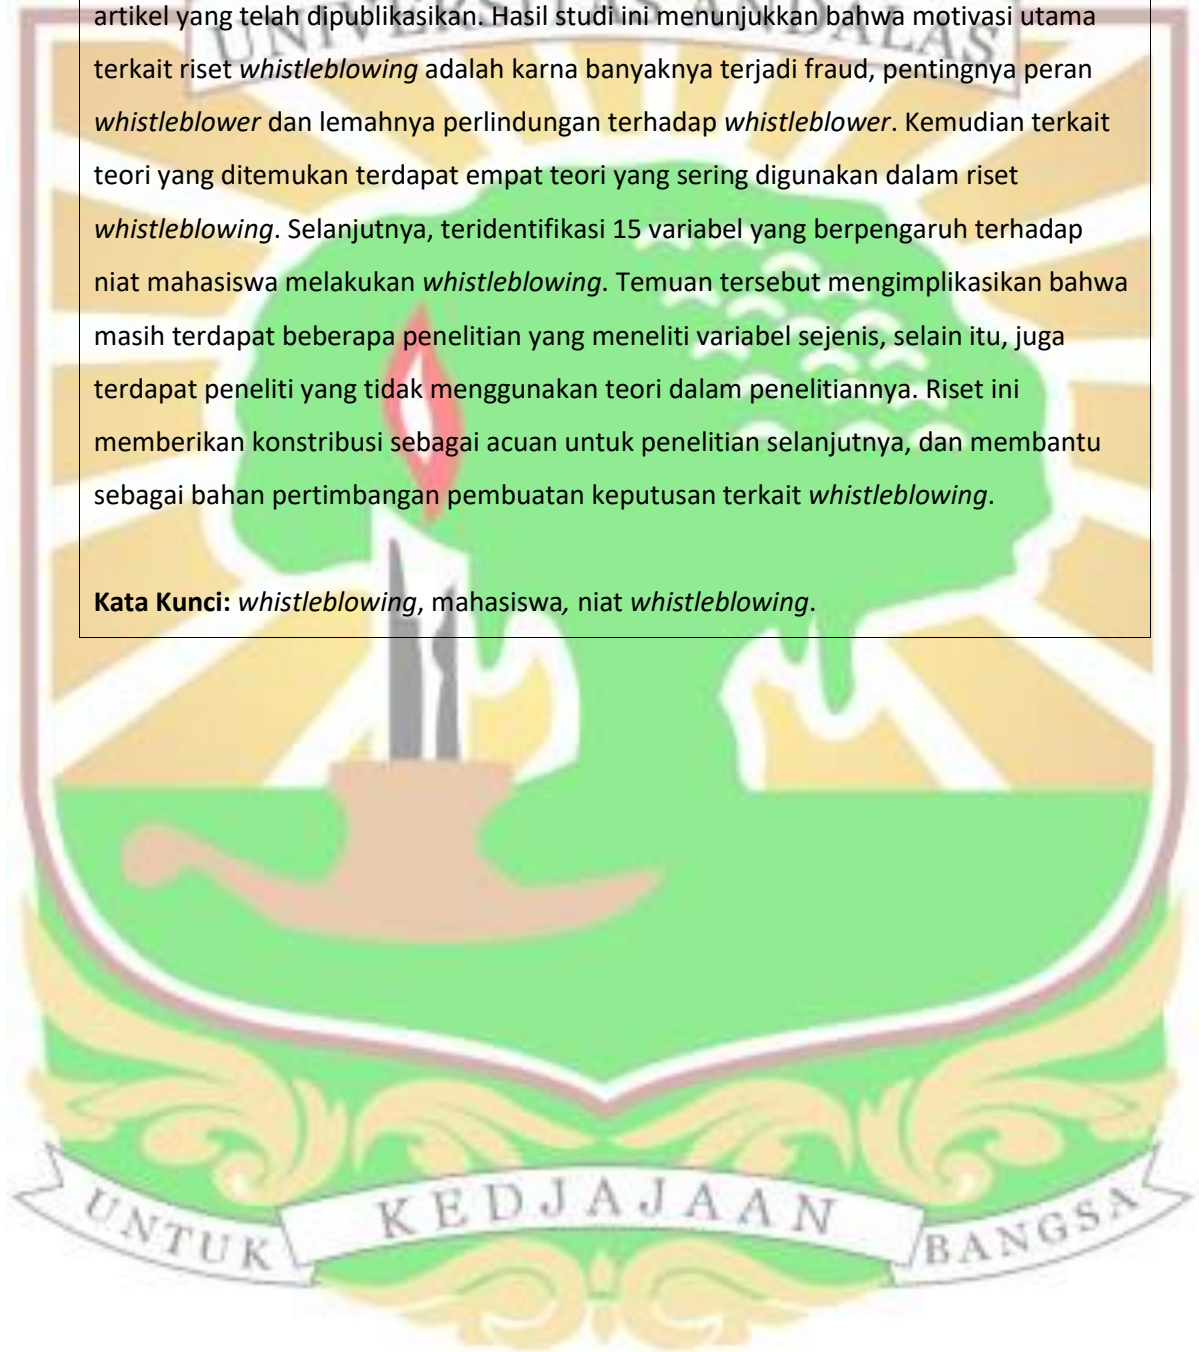 artikel yang telah dipublikasikan. Hasil studi ini menunjukkan bahwa motivasi utama
UNIVERSITAS ANDALAS
terkait riset whistleblowing adalah karna banyaknya terjadi fraud, pentingnya peran
whistleblower dan lemahnya perlindungan terhadap whistleblower. Kemudian terkait
teori yang ditemukan terdapat empat teori yang sering digunakan dalam riset
whistleblowing. Selanjutnya, teridentifikasi 15 variabel yang berpengaruh terhadap
niat mahasiswa melakukan whistleblowing. Temuan tersebut mengimplikasikan bahwa
masih terdapat beberapa penelitian yang meneliti variabel sejenis, selain itu, juga
terdapat peneliti yang tidak menggunakan teori dalam penelitiannya. Riset ini
memberikan konstribusi sebagai acuan untuk penelitian selanjutnya, dan membantu
sebagai bahan pertimbangan pembuatan keputusan terkait whistleblowing.
Kata Kunci: whistleblowing, mahasiswa, niat whistleblowing.
UNTUK KEDJAJAAN BANGSA